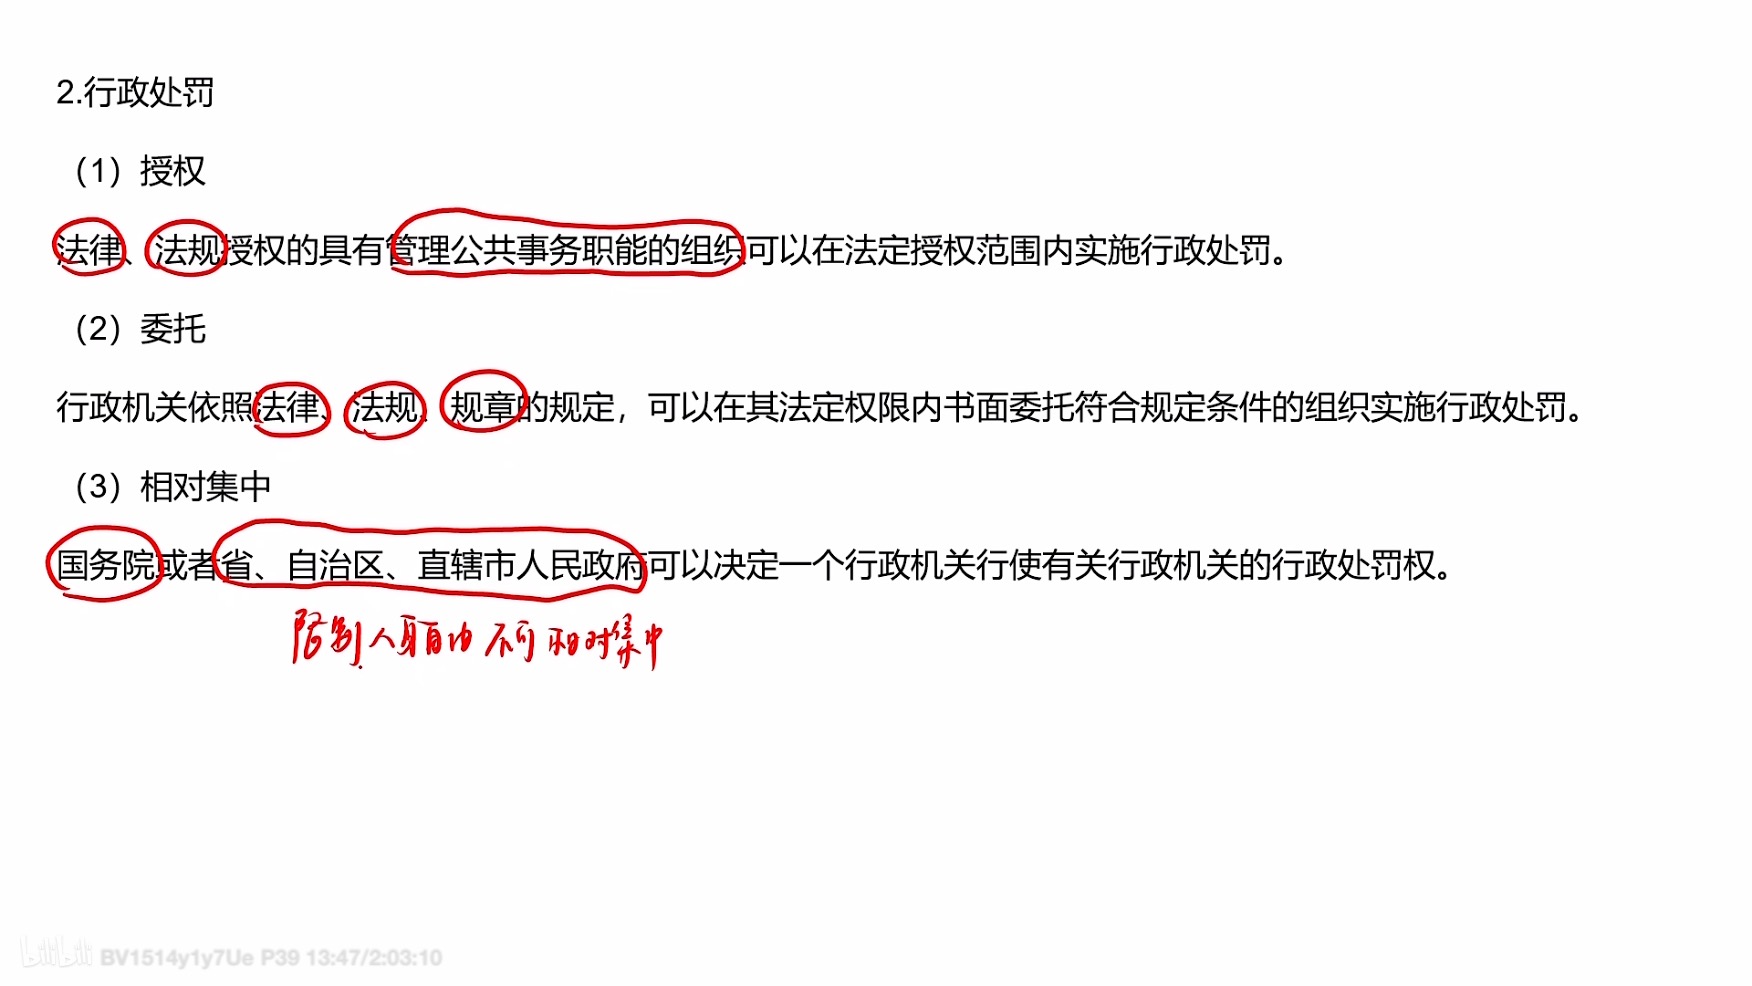 2.行政处罚
（1）授权
法律、法规授权的具有管理公共事务职能的组织可以在法定授权范围内实施行政处罚。
（2）委托
行政机关依照法律、法规、规章的规定，可以在其法定权限内书面委托符合规定条件的组织实施行政处罚。
（3）相对集中
国务院或者省、自治区、直辖市人民政府可以决定一个行政机关行使有关行政机关的行政处罚权。
限制人身自由不可相对集中
bilibili BV1514y1y7Ue P39 13:47/2:03:10